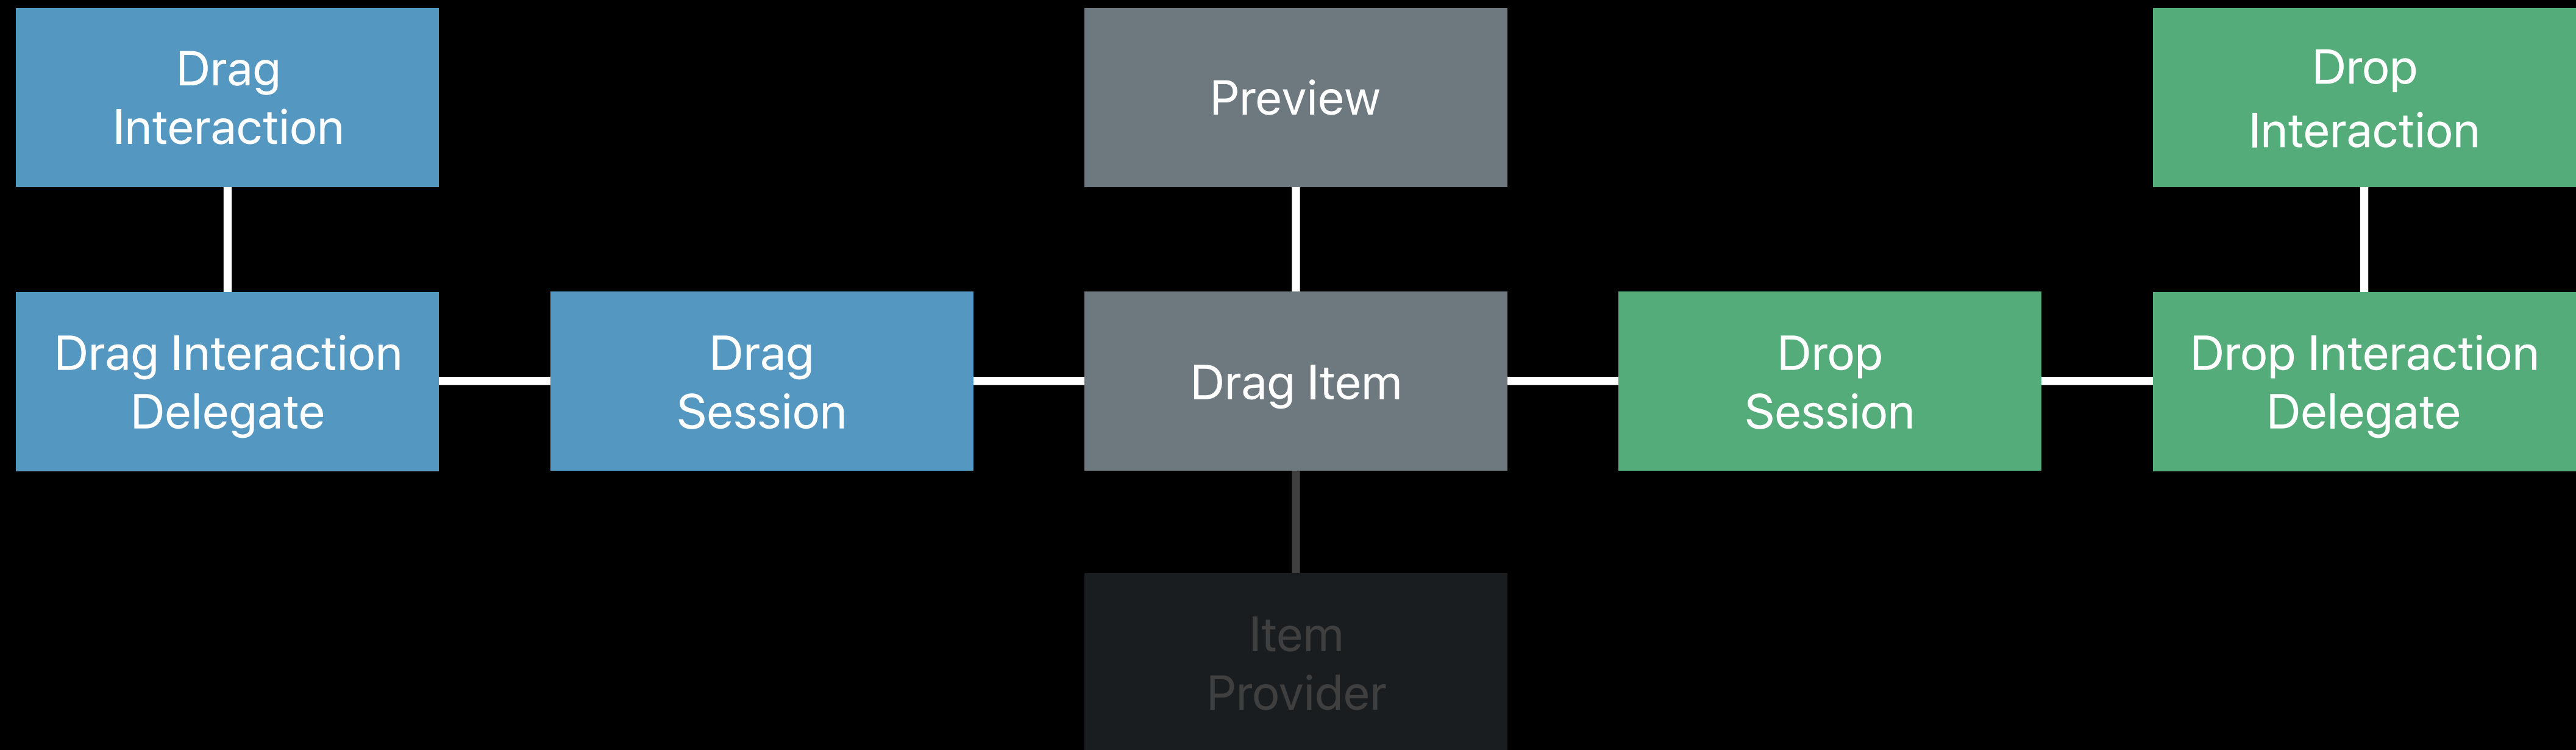 Drag
Interaction
Preview
Drop
Interaction
Drag Interaction
Delegate
Drag
Session
Drag Item
Drop
Session
Drop Interaction
Delegate
Item
Provider